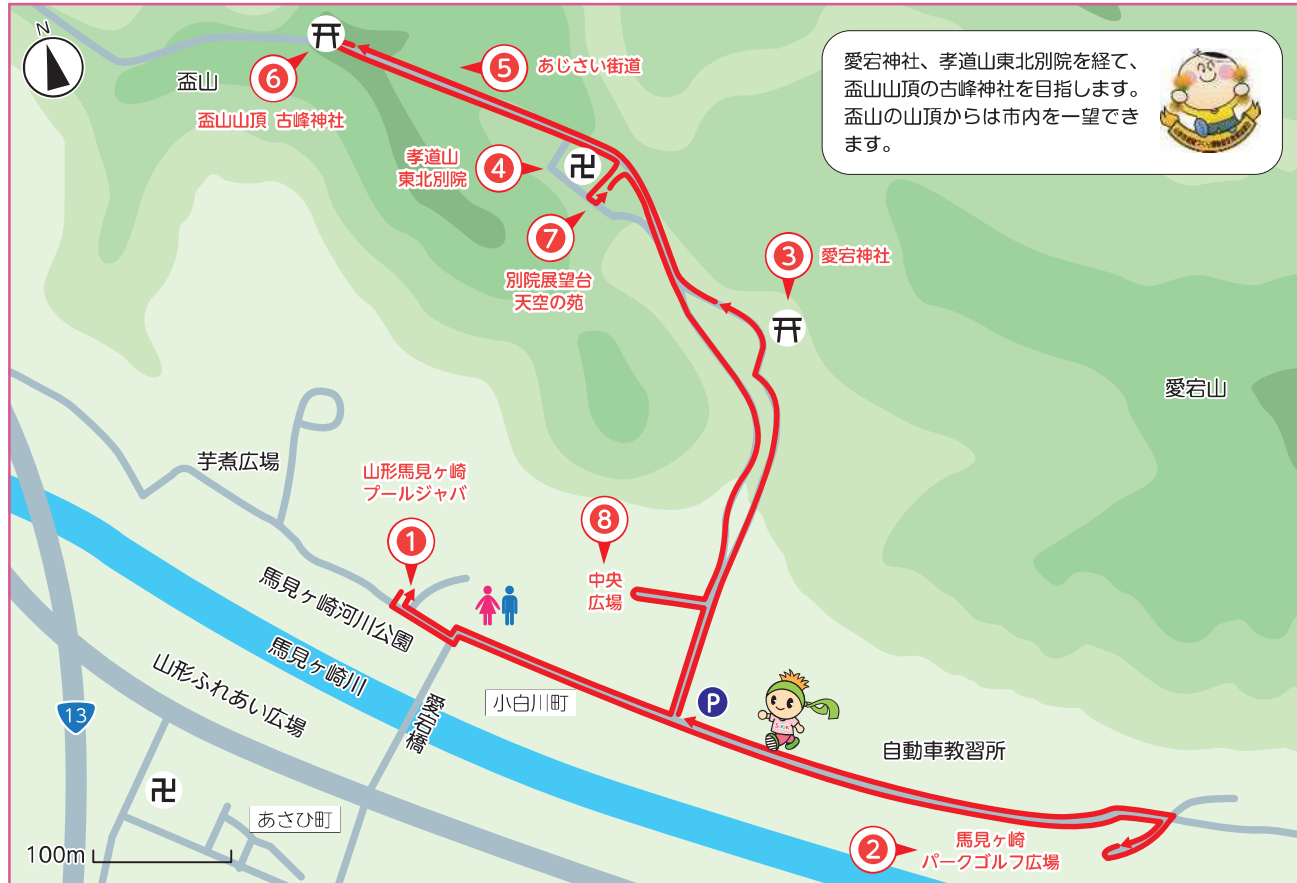 N
愛宕神社、孝道山東北別院を経て、
盃山山頂の古峰神社を目指します。
盃山の山頂からは市内を一望でき
ます。
盃山
6
盃山山頂 古峰神社
5
あじさい街道
孝道山
東北別院
4
卍
7
別院展望台
天空の苑
3
愛宕神社
愛宕山
芋煮広場
山形馬見ヶ崎
プールジャバ
1
8
中央
広場
馬見ヶ崎河川公園
馬見ヶ崎川
山形ふれあい広場
愛宕橋
小白川町
P
自動車教習所
13
卍
あさひ町
2
馬見ヶ崎
パークゴルフ広場
100m